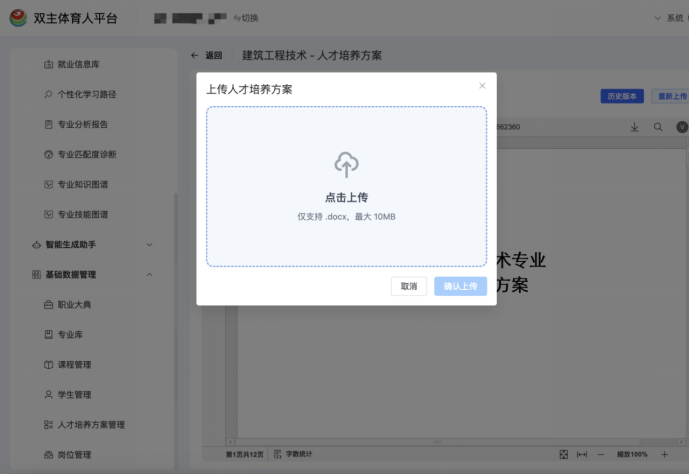 双主体育人平台
切换
系统
就业信息库
个性化学习路径
专业分析报告
专业匹配度诊断
专业知识图谱
专业技能图谱
智能生成助手
基础数据管理
职业大典
专业库
课程管理
学生管理
人才培养方案管理
岗位管理
返回
建筑工程技术 - 人才培养方案
历史版本
重新上传
662360
V
上传人才培养方案
点击上传
仅支持 .docx，最大 10MB
取消
确认上传
术专业
方案
第1页共12页
字数统计
缩放100%